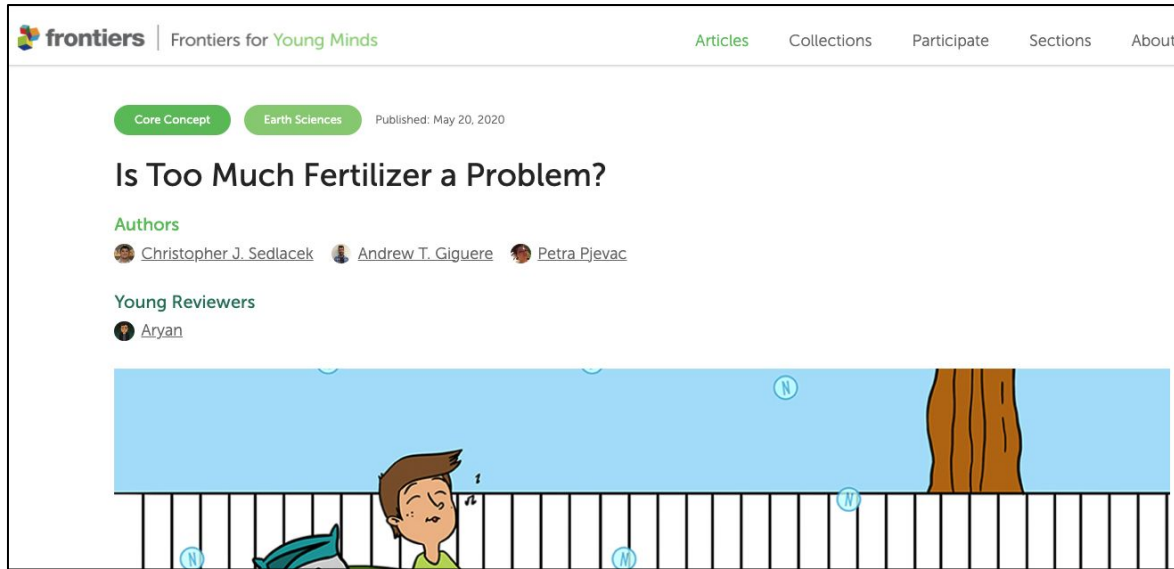 frontiers | Frontiers for Young Minds Articles Collections Participate Sections About
Core Concept Earth Sciences Published: May 20, 2020
Is Too Much Fertilizer a Problem?
Authors
Christopher J. Sedlacek Andrew T. Giguere Petra Pjevac
Young Reviewers
Aryan
N
N
N N